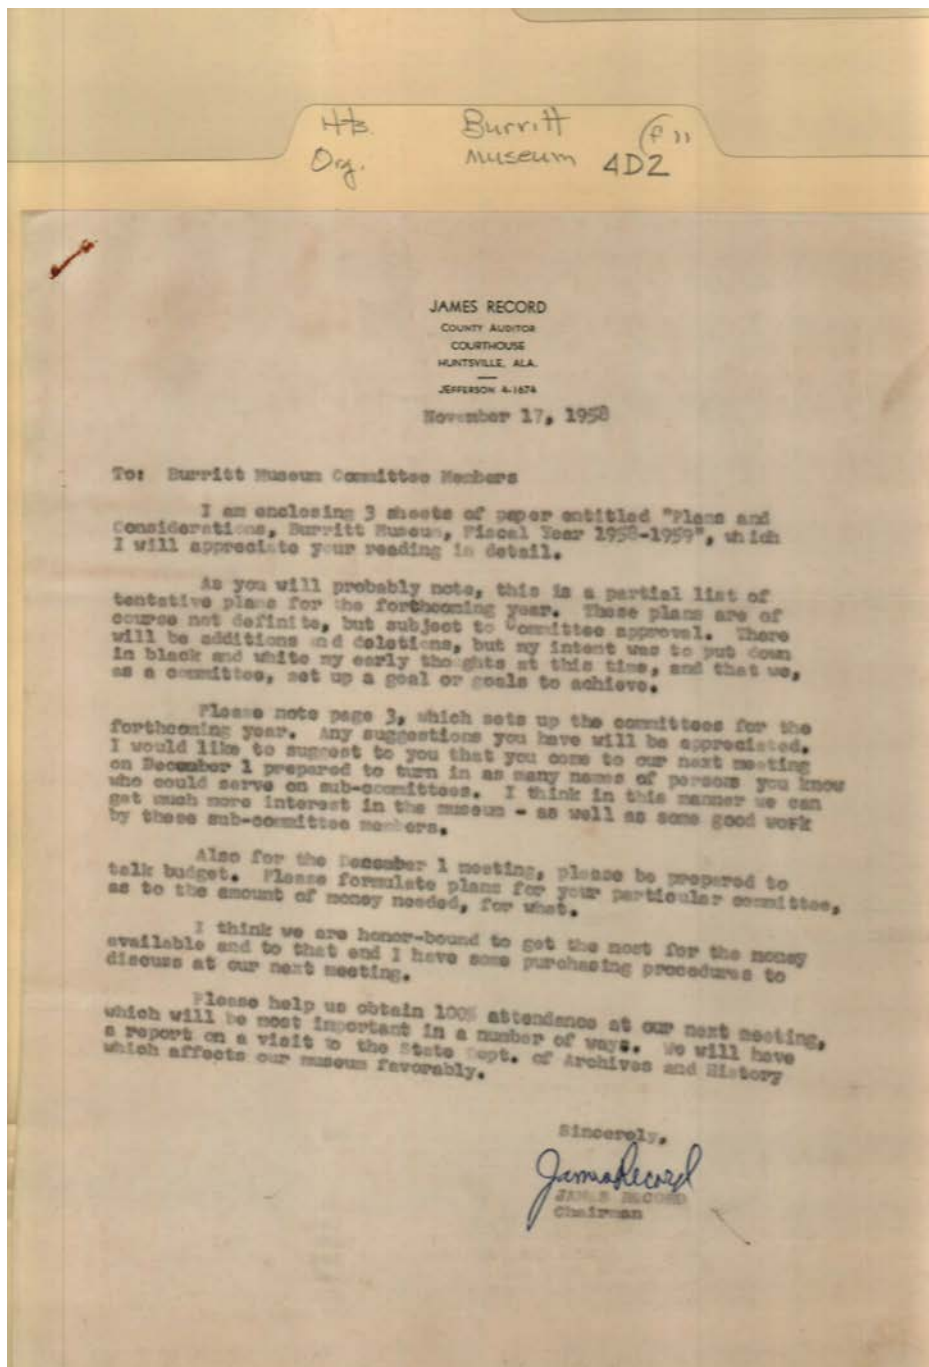 Hb. Burritt (f 11
Org. Museum 4D2
JAMES RECORD
COUNTY AUDITOR
COURTHOUSE
HUNTSVILLE, ALA.
JEFFERSON 4-1674
November 17, 1958
To: Burritt Museum Committee Members
I am enclosing 3 sheets of paper entitled "Plans and
Considerations, Burritt Museum, Fiscal Year 1958-1959", which
I will appreciate your reading in detail.
As you will probably note, this is a partial list of
tentative plans for the forthcoming year. These plans are of
course not definite, but subject to Committee approval. There
will be additions and deletions, but my intent was to put down
in black and white my early thoughts at this time, and that we,
as a committee, set up a goal or goals to achieve.
Please note page 3, which sets up the committees for the
forthcoming year. Any suggestions you have will be appreciated.
I would like to suggest to you that you come to our next meeting
on December 1 prepared to turn in as many names of persons you know
who could serve on sub-committees. I think in this manner we can
get much more interest in the museum - as well as some good work
by these sub-committee members.
Also for the December 1 meeting, please be prepared to
talk budget. Please formulate plans for your particular committee,
as to the amount of money needed, for what.
I think we are honor-bound to get the most for the money
available and to that end I have some purchasing procedures to
discuss at our next meeting.
Please help us obtain 100% attendance at our next meeting,
which will be most important in a number of ways. We will have
a report on a visit to the State Dept. of Archives and History
which affects our museum favorably.
Sincerely,
James Record
JAMES RECORD
Chairman